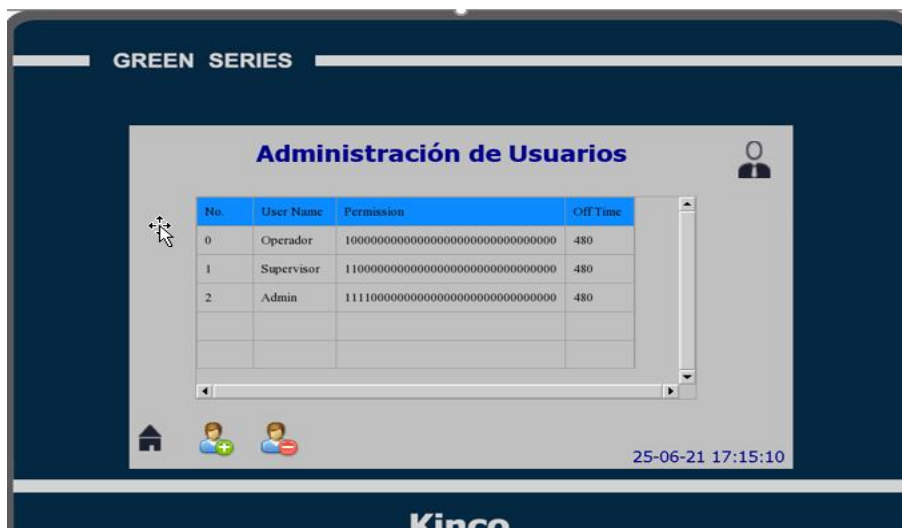 GREEN SERIES
Administración de Usuarios
No. User Name Permission Off Time
0 Operador 10000000000000000000000000000000 480
1 Supervisor 11000000000000000000000000000000 480
2 Admin 11110000000000000000000000000000 480
25-06-21 17:15:10
Kinco